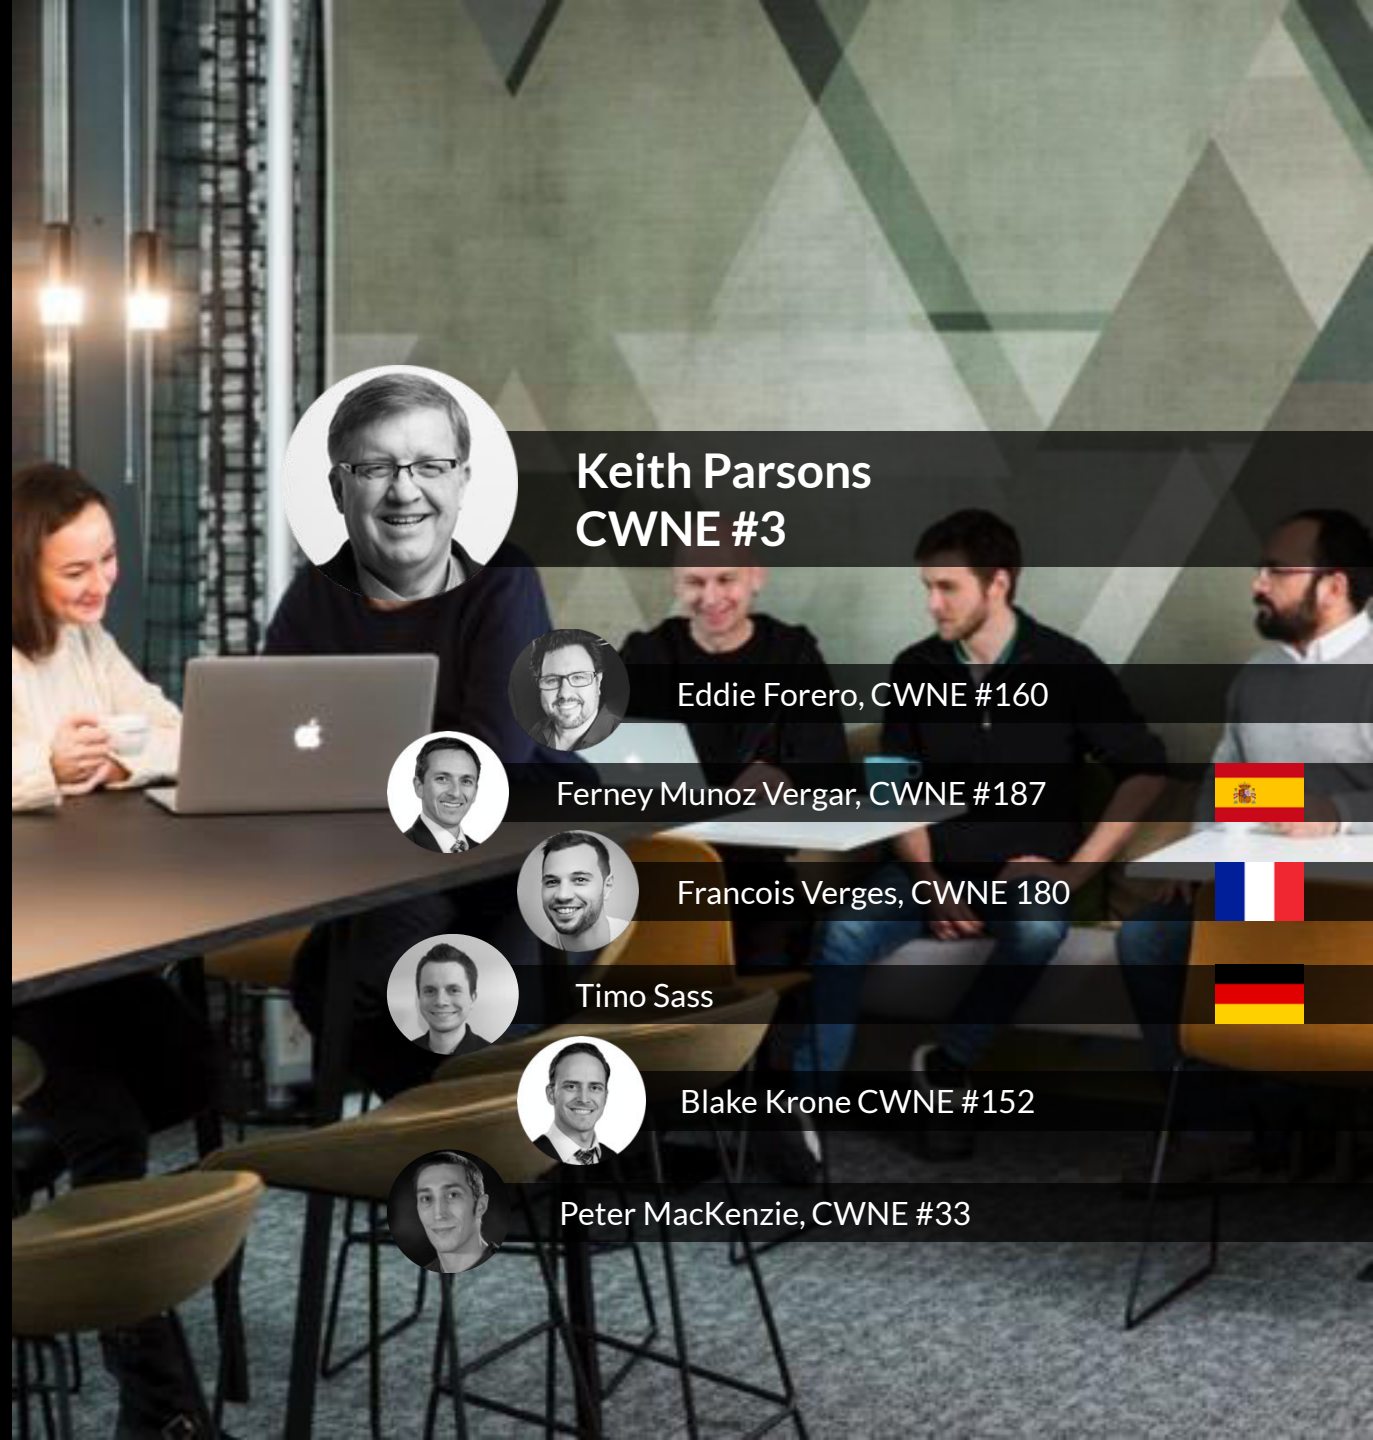 Keith Parsons
CWNE #3
Eddie Forero, CWNE #160
Ferney Munoz Vergar, CWNE #187
Francois Verges, CWNE 180
Timo Sass
Blake Krone CWNE #152
Peter MacKenzie, CWNE #33